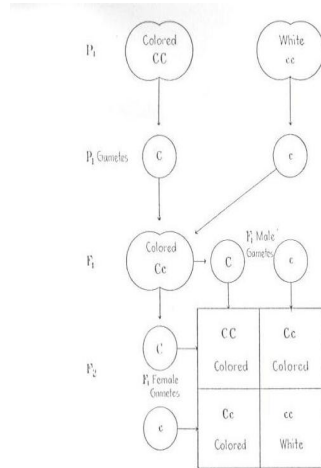 P₁
Colored
CC
White
cc
P₁ Gametes
C
c
F₁
Colored
Cc
F₁ Male
Gametes
C
c
F₂
C
F₁ Female
Gametes
c
CC
Colored
Cc
Colored
Cc
Colored
cc
White